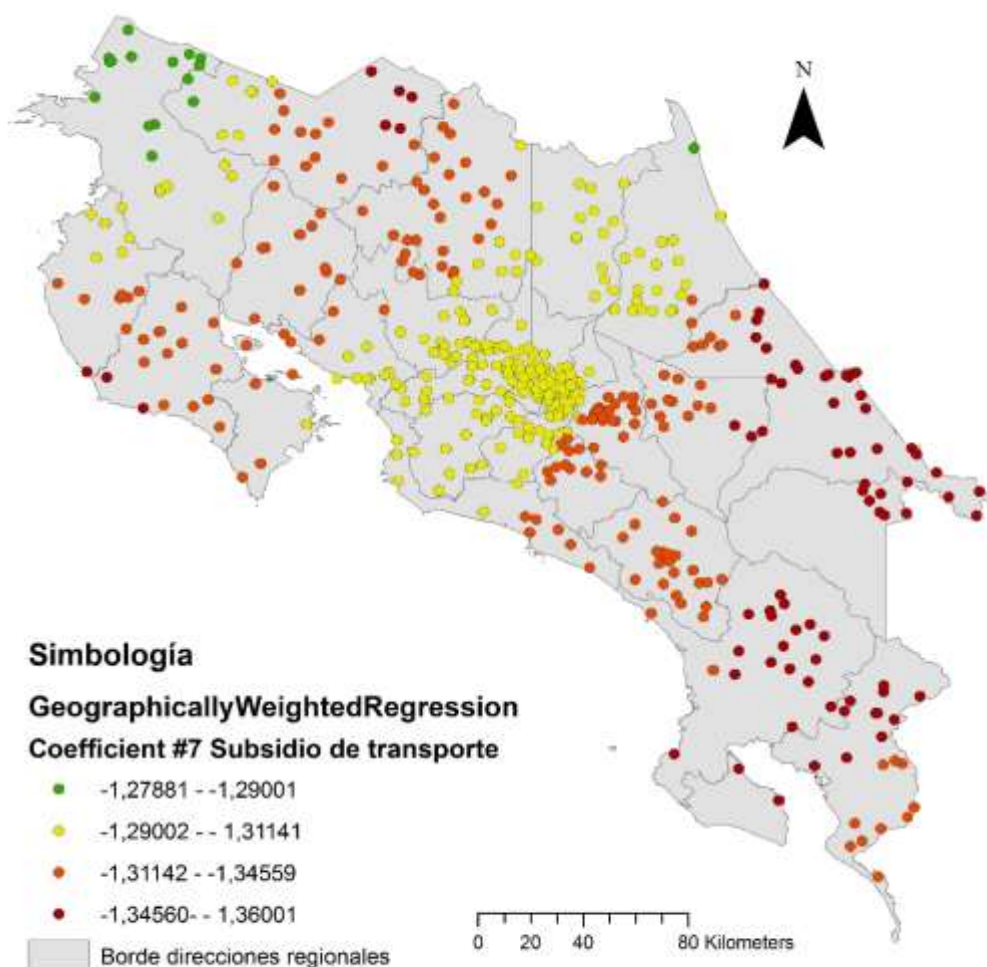 N
Simbología
GeographicallyWeightedRegression
Coefficient #7 Subsidio de transporte
-1,27881 - -1,29001
-1,29002 - - 1,31141
-1,31142 - -1,34559
-1,34560- - 1,36001
Borde direcciones regionales
0 20 40 80 Kilometers